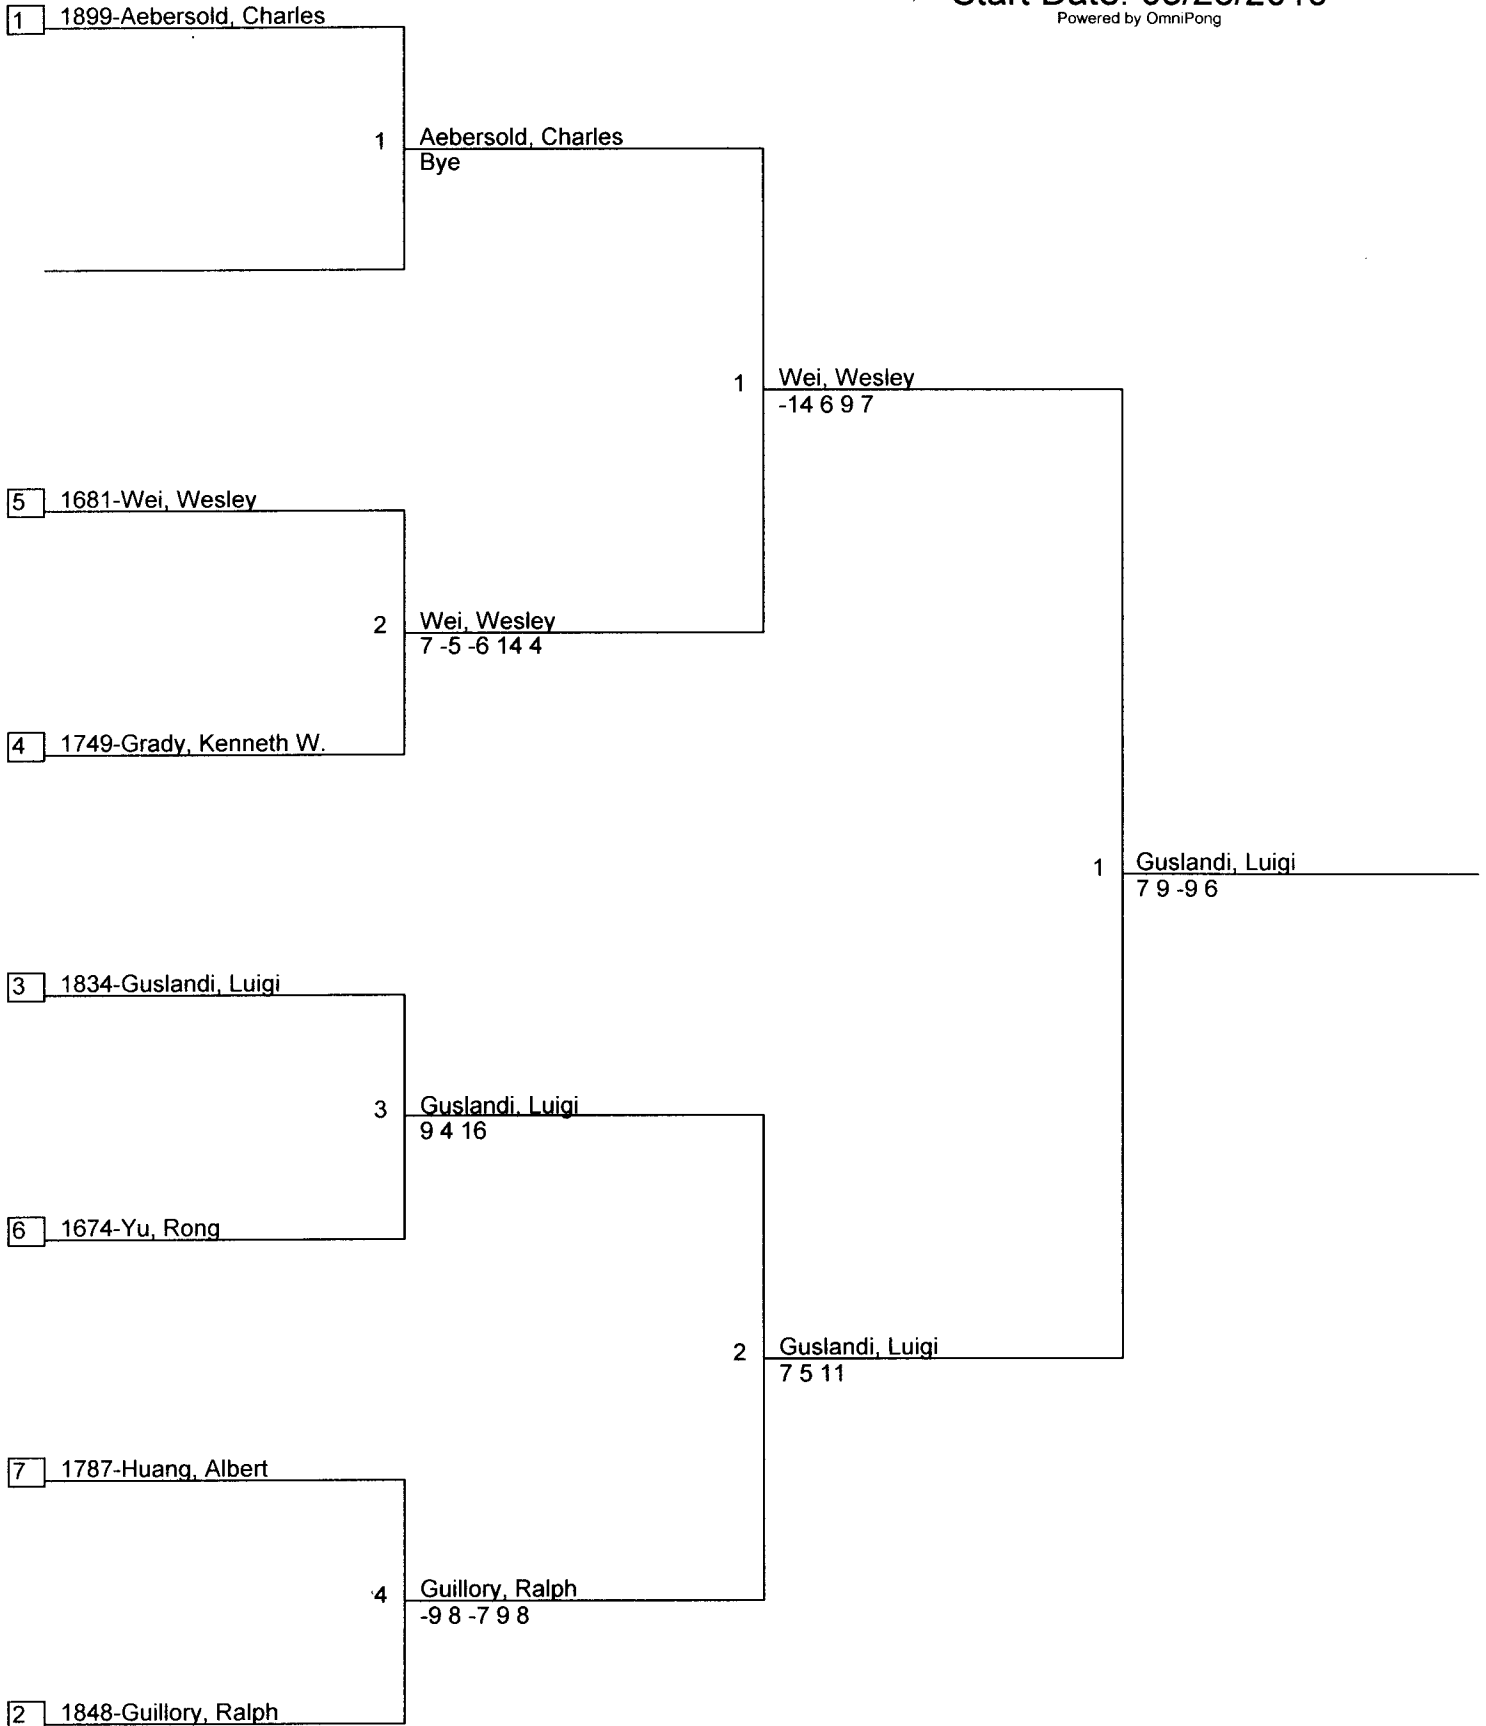 Powered by OmniPong
1 1899-Aebersold, Charles
1 Aebersold, Charles
Bye
1 Wei, Wesley
-14 6 9 7
5 1681-Wei, Wesley
2 Wei, Wesley
7 -5 -6 14 4
4 1749-Grady, Kenneth W.
1 Guslandi, Luigi
7 9 -9 6
3 1834-Guslandi, Luigi
3 Guslandi, Luigi
9 4 16
6 1674-Yu, Rong
2 Guslandi, Luigi
7 5 11
7 1787-Huang, Albert
4 Guillory, Ralph
-9 8 -7 9 8
2 1848-Guillory, Ralph